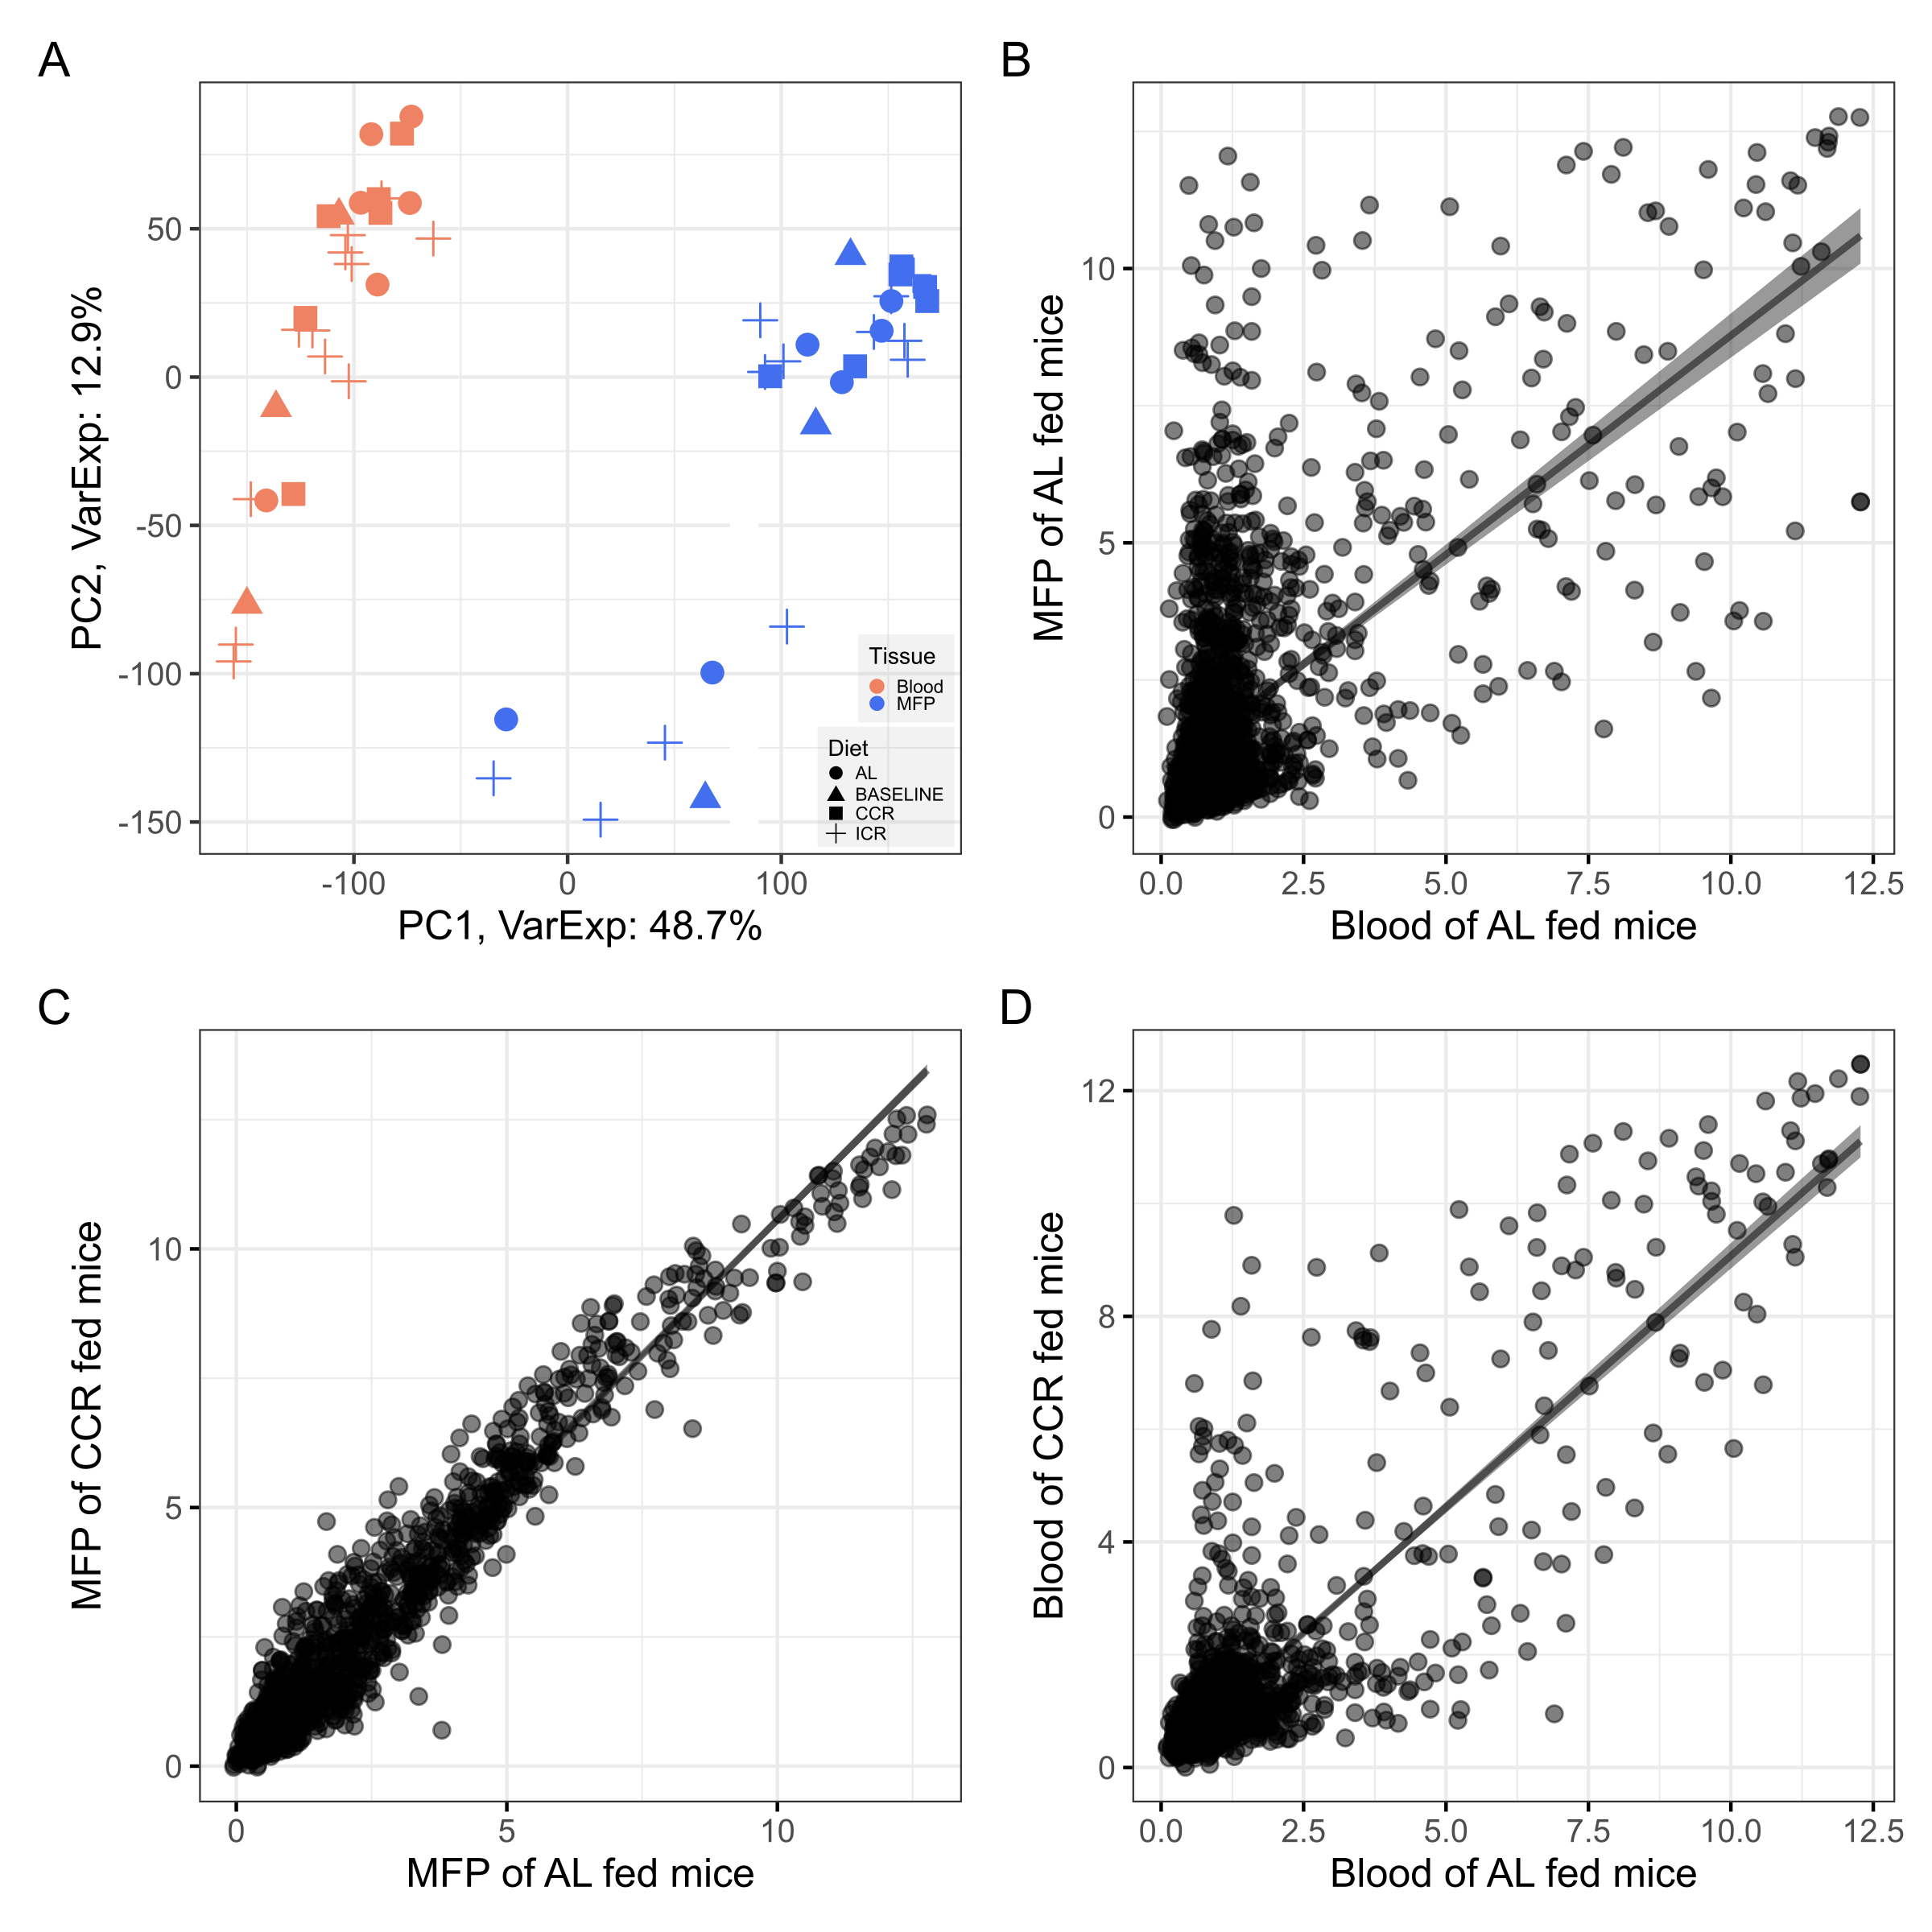 A
PC2, VarExp: 12.9%
50
0
-50
-100
-150
-100
0
100
PC1, VarExp: 48.7%
Tissue
Blood
MFP
Diet
AL
BASELINE
CCR
ICR
B
MFP of AL fed mice
10
5
0
0.0
2.5
5.0
7.5
10.0
12.5
Blood of AL fed mice
C
MFP of CCR fed mice
10
5
0
0
5
10
MFP of AL fed mice
D
Blood of CCR fed mice
12
8
4
0
0.0
2.5
5.0
7.5
10.0
12.5
Blood of AL fed mice